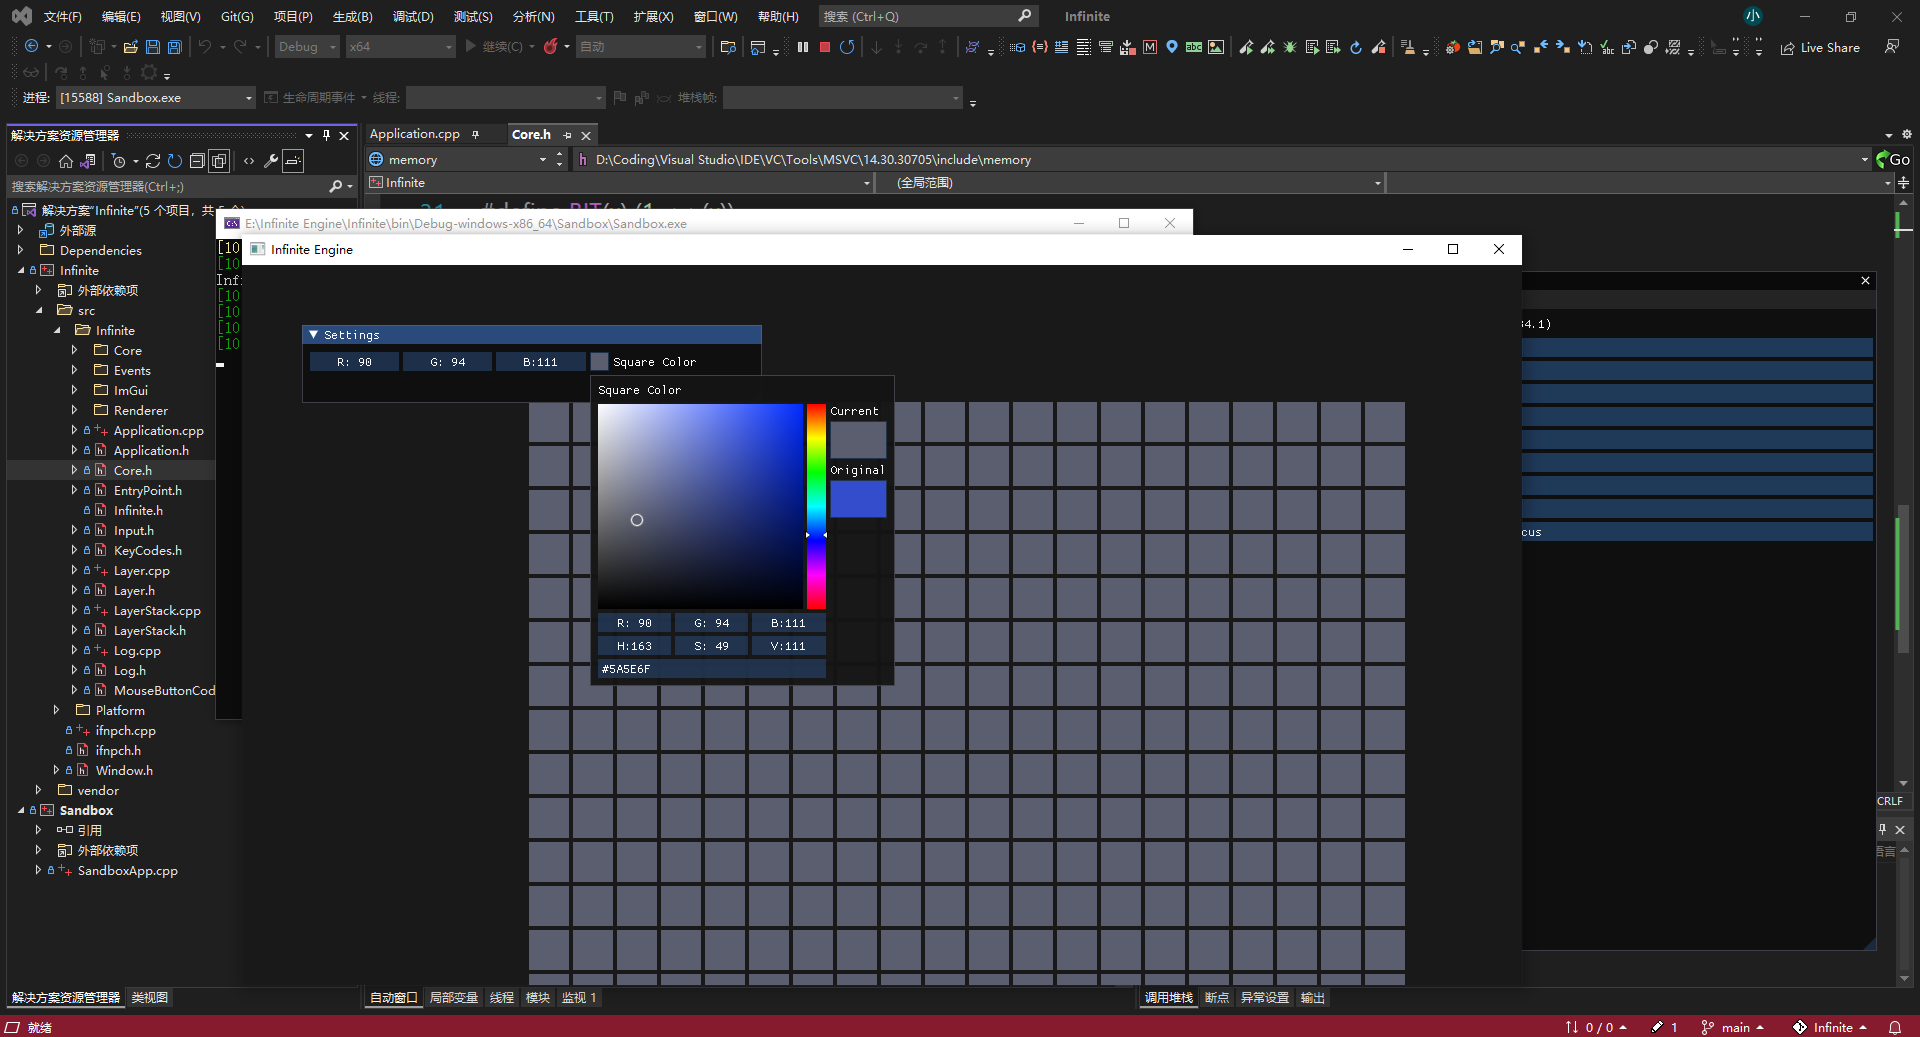 文件(F) 编辑(E) 视图(V) Git(G) 项目(P) 生成(B) 调试(D) 测试(S) 分析(N) 工具(T) 扩展(X) 窗口(W) 帮助(H) 搜索 (Ctrl+Q) Infinite 小
Debug x64 继续(C) 自动 Live Share
进程: [15588] Sandbox.exe 生命周期事件 线程: 堆栈帧:
解决方案资源管理器
Application.cpp Core.h
memory D:\Coding\Visual Studio\IDE\VC\Tools\MSVC\14.30.30705\include\memory Go
搜索解决方案资源管理器(Ctrl+;)
Infinite (全局范围)
解决方案"Infinite"(5 个项目，共 5 个)
外部源
Dependencies
Infinite
外部依赖项
src
Infinite
Core
Events
ImGui
Renderer
Application.cpp
Application.h
Core.h
EntryPoint.h
Infinite.h
Input.h
KeyCodes.h
Layer.cpp
Layer.h
LayerStack.cpp
LayerStack.h
Log.cpp
Log.h
MouseButtonCod
Platform
ifnpch.cpp
ifnpch.h
Window.h
vendor
Sandbox
引用
外部依赖项
SandboxApp.cpp
E:\Infinite Engine\Infinite\bin\Debug-windows-x86_64\Sandbox\Sandbox.exe
[10
[10
Inf
[10
[10
[10
[10
Infinite Engine
Settings
R: 90 G: 94 B:111 Square Color
Square Color
Current
Original
R: 90 G: 94 B:111
H:163 S: 49 V:111
#5A5E6F
34.1)
cus
CRLF
语言
解决方案资源管理器 类视图
自动窗口 局部变量 线程 模块 监视 1
调用堆栈 断点 异常设置 输出
就绪 0 / 0 1 main Infinite